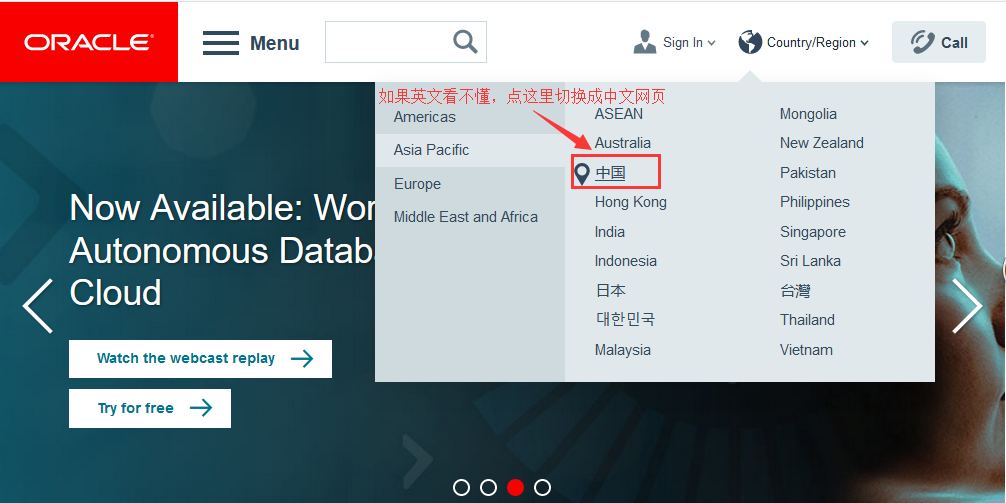 ORACLE
Menu
Sign In
Country/Region
Call
如果英文看不懂，点这里切换成中文网页
Americas
Asia Pacific
Europe
Middle East and Africa
ASEAN
Australia
中国
Hong Kong
India
Indonesia
日本
대한민국
Malaysia
Mongolia
New Zealand
Pakistan
Philippines
Singapore
Sri Lanka
台灣
Thailand
Vietnam
Now Available: Wor
Autonomous Datab
Cloud
Watch the webcast replay
Try for free